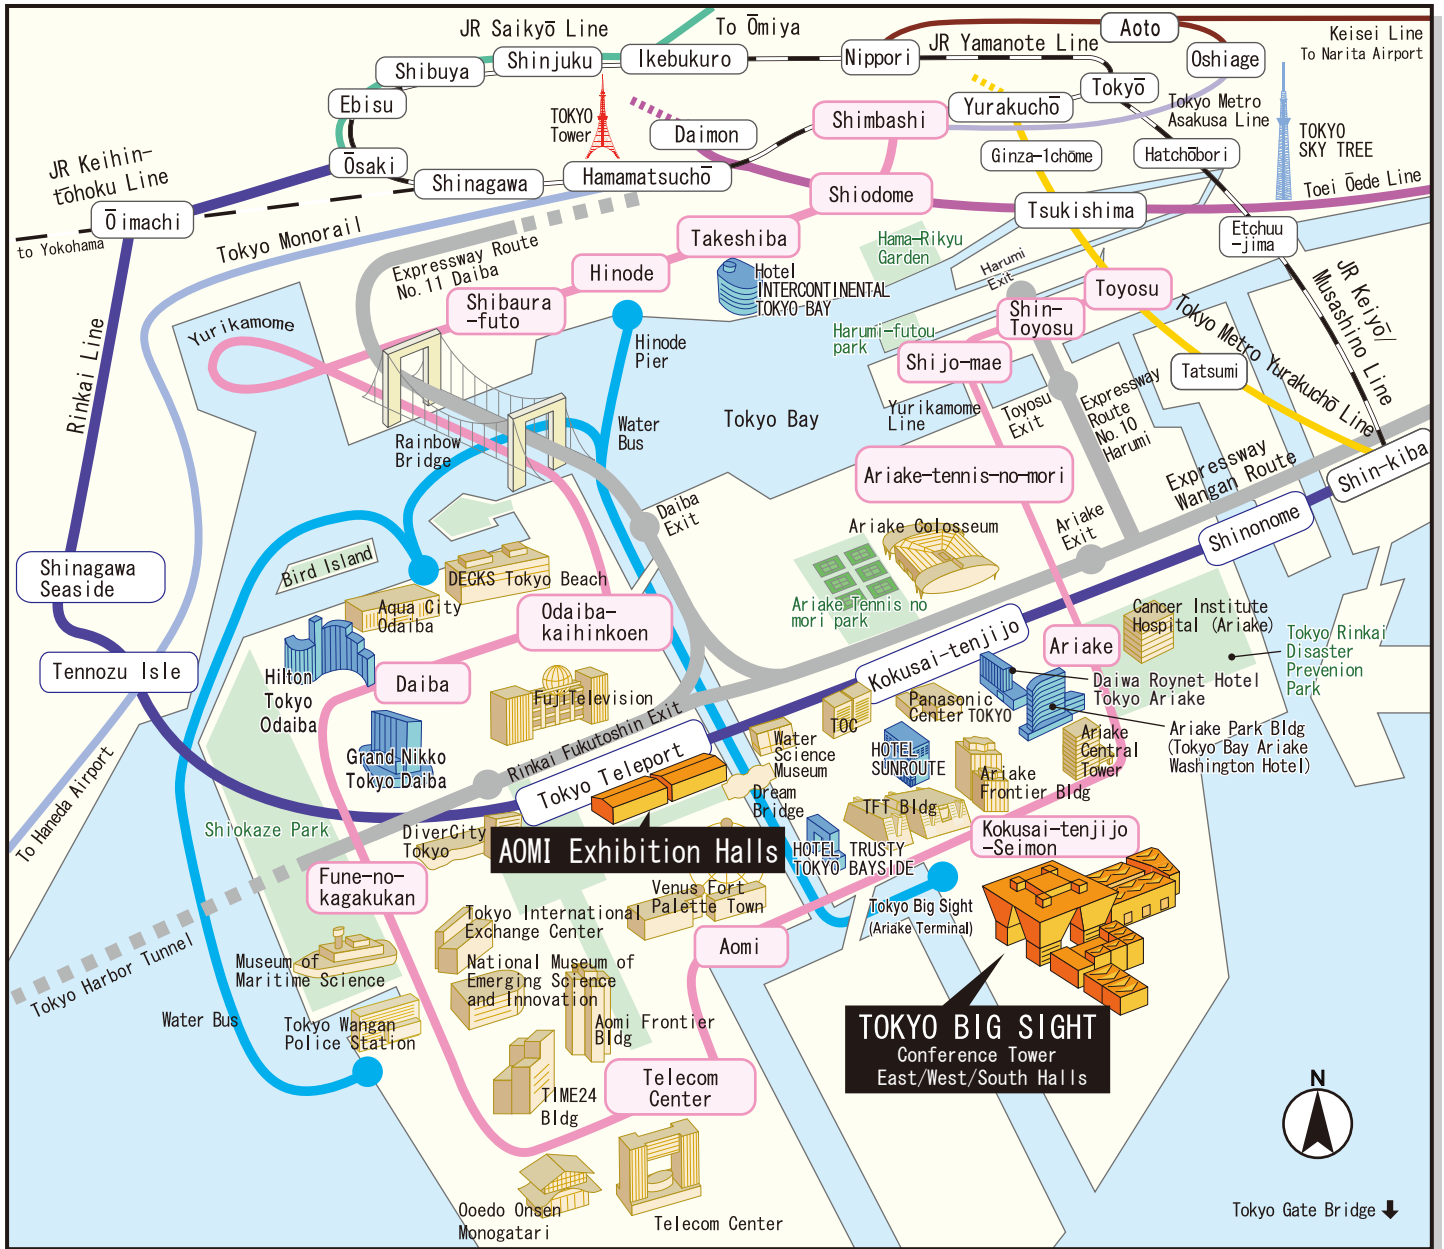 JR Saikyō Line
To Ōmiya
Aoto
Keisei Line
To Narita Airport
Shibuya
Shinjuku
Ikebukuro
Nippori
JR Yamanote Line
Oshiage
Ebisu
TOKYO
Tower
Daimon
Shimbashi
Yurakuchō
Tokyō
Tokyo Metro
Asakusa Line
TOKYO
SKY TREE
JR Keihin-
tōhoku Line
Ōsaki
Shinagawa
Hamamatsuchō
Ginza-1chōme
Hatchōbori
Toei Ōede Line
Ōimachi
to Yokohama
Tokyo Monorail
Shiodome
Tsukishima
Etchuu
-jima
Expressway Route
No.11 Daiba
Takeshiba
Hinode
Hotel
INTERCONTINENTAL
TOKYO BAY
Hama-Rikyu
Garden
Harumi
Exit
Toyosu
JR Keiyō/
Musashino Line
Shibaura
-futo
Yurikamome
Hinode
Pier
Harumi-futou
park
Shin-
Toyosu
Shijo-mae
Tokyo Metro Yurakuchō Line
Tatsumi
Rinkai Line
Rainbow
Bridge
Water
Bus
Tokyo Bay
Yurikamome
Line
Toyosu
Exit
Expressway
Route
No.10
Harumi
Ariake-tennis-no-mori
Expressway
Wangan Route
Shin-kiba
Daiba
Exit
Ariake Colosseum
Ariake
Exit
Shinonome
Shinagawa
Seaside
Bird Island
DECKS Tokyo Beach
Aqua City
Odaiba
Odaiba-
kaihinkoen
Ariake Tennis no
mori park
Kokusai-tenjijo
Ariake
Cancer Institute
Hospital (Ariake)
Tokyo Rinkai
Disaster
Prevenion
Park
Tennozu Isle
Hilton
Tokyo
Odaiba
Daiba
FujiTelevision
Panasonic
Center TOKYO
Daiwa Roynet Hotel
Tokyo Ariake
Ariake Park Bldg
(Tokyo Bay Ariake
Washington Hotel)
Grand Nikko
Tokyo Daiba
Rinkai Fukutoshin Exit
Tokyo Teleport
TOC
Water
Science
Museum
HOTEL
SUNROUTE
Ariake
Central
Tower
Ariake
Frontier Bldg
Dream
Bridge
TFT Bldg
To Haneda Airport
Shiokaze Park
DiverCity
Tokyo
AOMI Exhibition Halls
HOTEL TRUSTY
TOKYO BAYSIDE
Kokusai-tenjijo
-Seimon
Fune-no-
kagakukan
Venus Fort
Palette Town
Tokyo Big Sight
(Ariake Terminal)
Tokyo International
Exchange Center
Aomi
Tokyo Harbor Tunnel
Museum of
Maritime Science
National Museum of
Emerging Science
and Innovation
Water Bus
Tokyo Wangan
Police Station
Aomi Frontier
Bldg
TOKYO BIG SIGHT
Conference Tower
East/West/South Halls
Telecom
Center
TIME24
Bldg
N
Ooedo Onsen
Monogatari
Telecom Center
Tokyo Gate Bridge